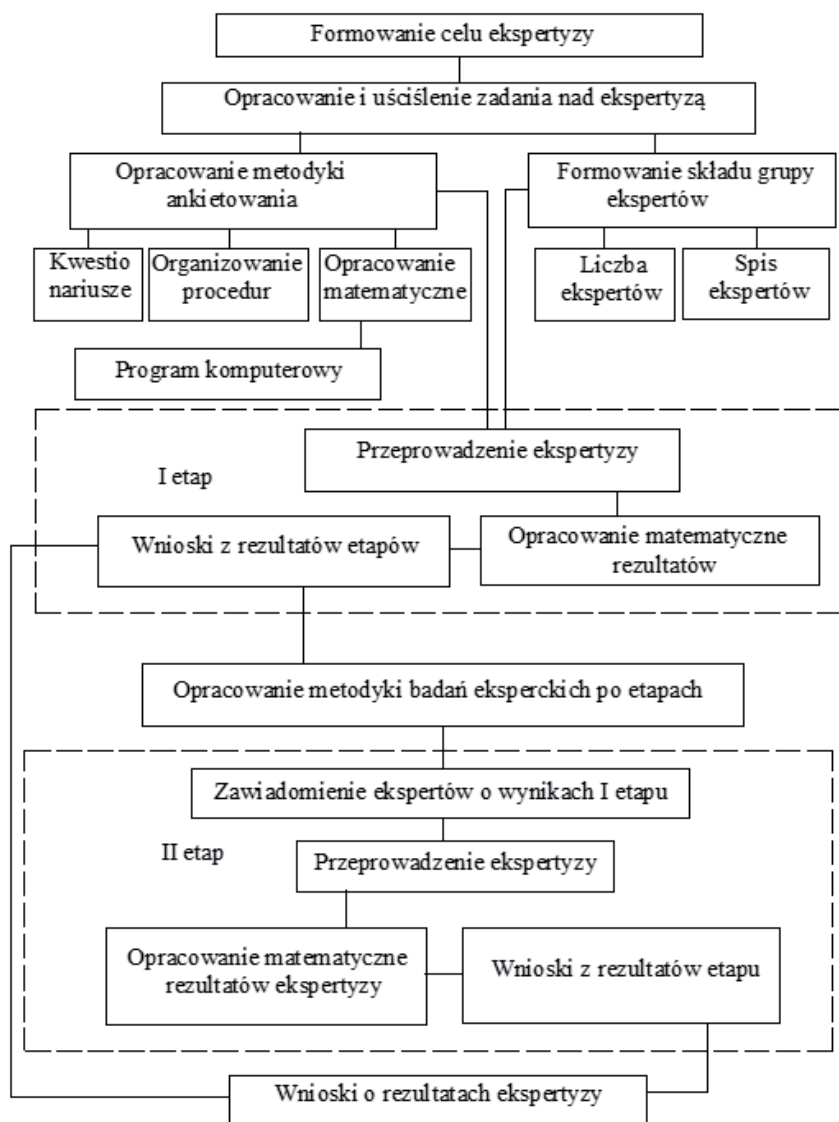 Formowanie celu ekspertyzy
Opracowanie i uściślenie zadania nad ekspertyzą
Opracowanie metodyki
ankietowania
Formowanie składu grupy
ekspertów
Kwestio
nariusze
Organizowanie
procedur
Opracowanie
matematyczne
Liczba
ekspertów
Spis
ekspertów
Program komputerowy
Przeprowadzenie ekspertyzy
I etap
Wnioski z rezultatów etapów
Opracowanie matematyczne
rezultatów
Opracowanie metodyki badań eksperckich po etapach
Zawiadomienie ekspertów o wynikach I etapu
II etap
Przeprowadzenie ekspertyzy
Opracowanie matematyczne
rezultatów ekspertyzy
Wnioski z rezultatów etapu
Wnioski o rezultatach ekspertyzy